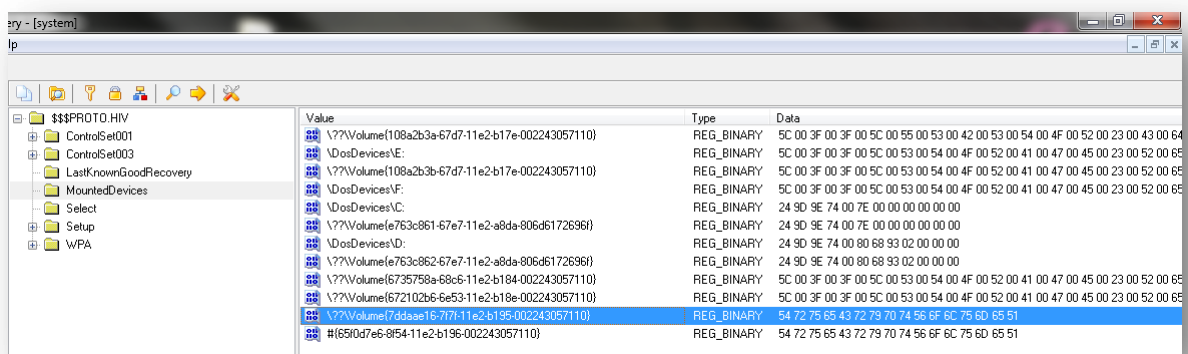 ery - [system]
lp
$$$PROTO.HIV
ControlSet001
ControlSet003
LastKnownGoodRecovery
MountedDevices
Select
Setup
WPA
Value Type Data
\??\Volume{108a2b3a-67d7-11e2-b17e-002243057110} REG_BINARY 5C 00 3F 00 3F 00 5C 00 55 00 53 00 42 00 53 00 54 00 4F 00 52 00 23 00 43 00 64
\DosDevices\E: REG_BINARY 5C 00 3F 00 3F 00 5C 00 53 00 54 00 4F 00 52 00 41 00 47 00 45 00 23 00 52 00 65
\??\Volume{108a2b3b-67d7-11e2-b17e-002243057110} REG_BINARY 5C 00 3F 00 3F 00 5C 00 53 00 54 00 4F 00 52 00 41 00 47 00 45 00 23 00 52 00 65
\DosDevices\F: REG_BINARY 5C 00 3F 00 3F 00 5C 00 53 00 54 00 4F 00 52 00 41 00 47 00 45 00 23 00 52 00 65
\DosDevices\C: REG_BINARY 24 9D 9E 74 00 7E 00 00 00 00 00 00
\??\Volume{e763c861-67e7-11e2-a8da-806d6172696f} REG_BINARY 24 9D 9E 74 00 7E 00 00 00 00 00 00
\DosDevices\D: REG_BINARY 24 9D 9E 74 00 80 68 93 02 00 00 00
\??\Volume{e763c862-67e7-11e2-a8da-806d6172696f} REG_BINARY 24 9D 9E 74 00 80 68 93 02 00 00 00
\??\Volume{6735758a-68c6-11e2-b184-002243057110} REG_BINARY 5C 00 3F 00 3F 00 5C 00 53 00 54 00 4F 00 52 00 41 00 47 00 45 00 23 00 52 00 65
\??\Volume{672102b6-6e53-11e2-b18e-002243057110} REG_BINARY 5C 00 3F 00 3F 00 5C 00 53 00 54 00 4F 00 52 00 41 00 47 00 45 00 23 00 52 00 65
\??\Volume{7ddaae16-7f7f-11e2-b195-002243057110} REG_BINARY 54 72 75 65 43 72 79 70 74 56 6F 6C 75 6D 65 51
#{65f0d7e6-8f54-11e2-b196-002243057110} REG_BINARY 54 72 75 65 43 72 79 70 74 56 6F 6C 75 6D 65 51